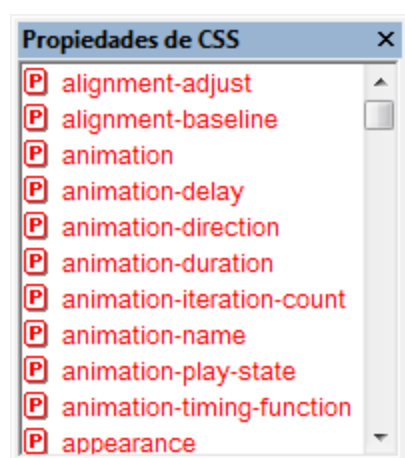 Propiedades de CSS
P alignment-adjust
P alignment-baseline
P animation
P animation-delay
P animation-direction
P animation-duration
P animation-iteration-count
P animation-name
P animation-play-state
P animation-timing-function
P appearance